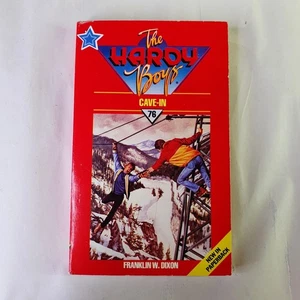 The
HARDY
Boys
CAVE-IN
76
FRANKLIN W. DIXON
NEW IN
PAPERBACK